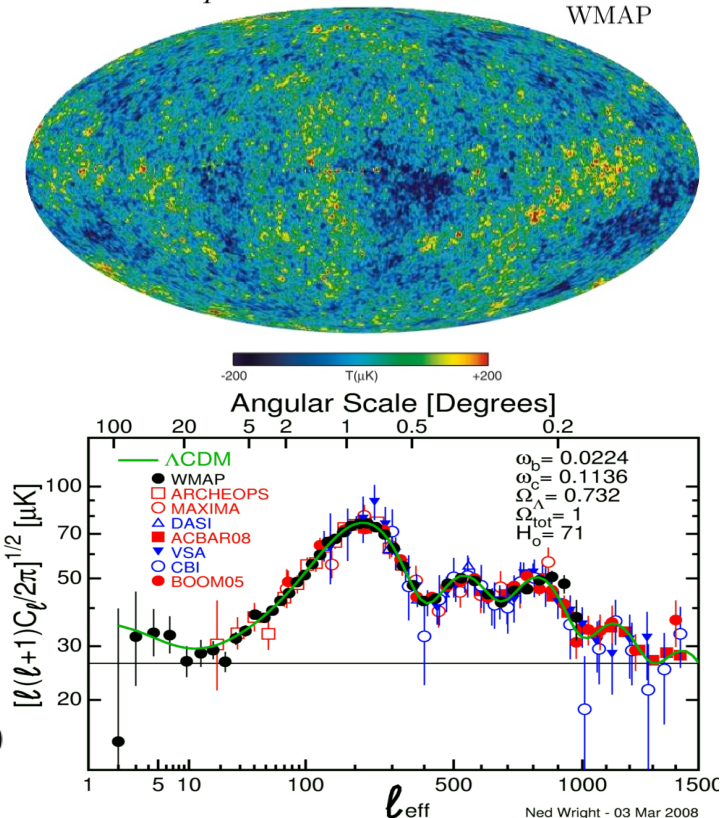 WMAP
-200 T(μK) +200
Angular Scale [Degrees]
100 20 5 2 1 0.5 0.2
ΛCDM
WMAP
ARCHEOPS
MAXIMA
DASI
ACBAR08
VSA
CBI
BOOM05
ω_b= 0.0224
ω_c= 0.1136
Ω_Λ= 0.732
Ω_tot= 1
H_o= 71
[ℓ(ℓ+1)C_ℓ/2π]^1/2 [μK]
100
70
50
30
20
1 5 10 100 500 1000 1500
ℓ_eff
Ned Wright - 03 Mar 2008